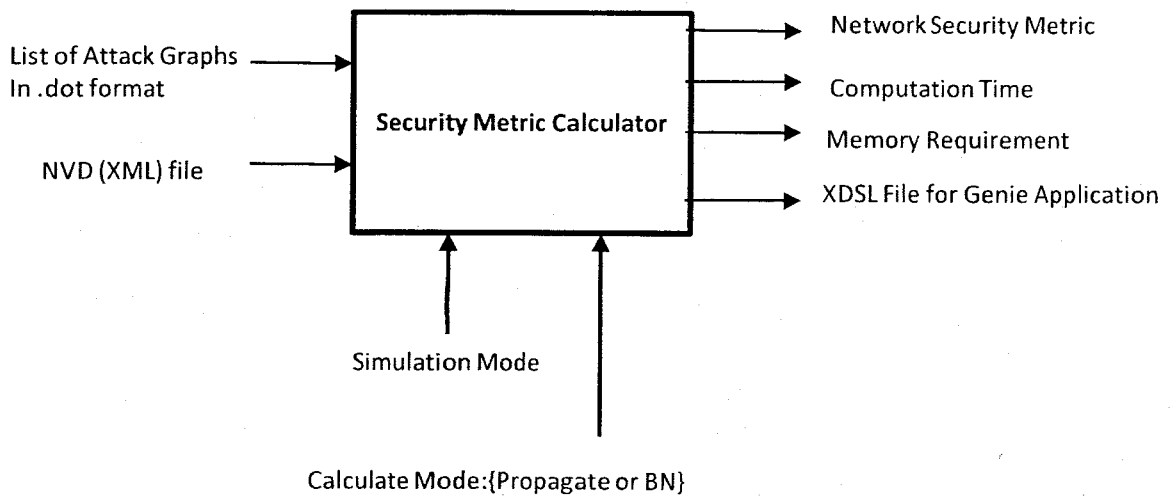 List of Attack Graphs
In .dot format
NVD (XML) file
Security Metric Calculator
Network Security Metric
Computation Time
Memory Requirement
XDSL File for Genie Application
Simulation Mode
Calculate Mode:{Propagate or BN}